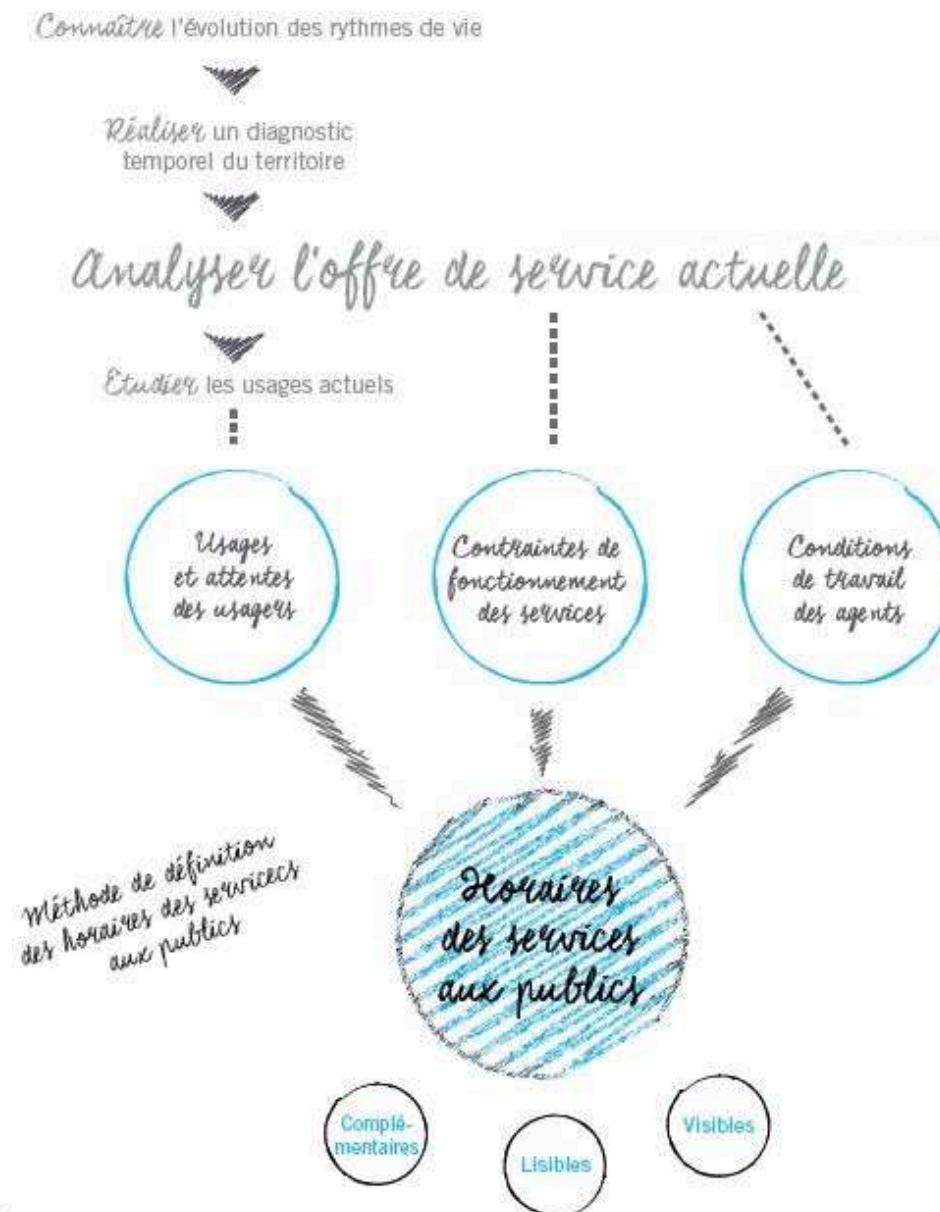 Connaître l'évolution des rythmes de vie
Réaliser un diagnostic
temporel du territoire
Analyser l'offre de service actuelle
Étudier les usages actuels
Usages
et attentes
des usagers
Contraintes de
fonctionnement
des services
Conditions
de travail
des agents
Méthode de définition
des horaires des servicecs
aux publics
Horaires
des services
aux publics
Complé-
mentaires
Lisibles
Visibles